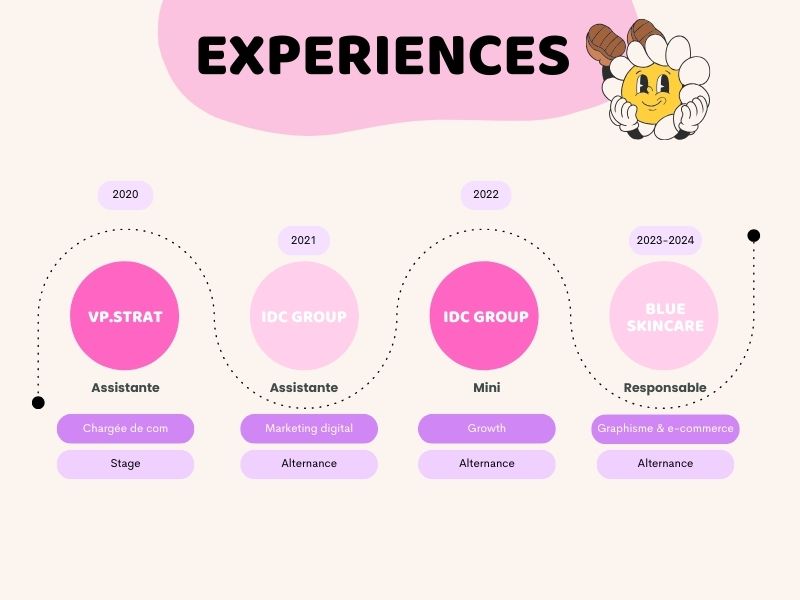 EXPERIENCES
2020
VP.STRAT
Assistante
Chargée de com
Stage
2021
IDC GROUP
Assistante
Marketing digital
Alternance
2022
IDC GROUP
Mini
Growth
Alternance
2023-2024
BLUE
SKINCARE
Responsable
Graphisme & e-commerce
Alternance